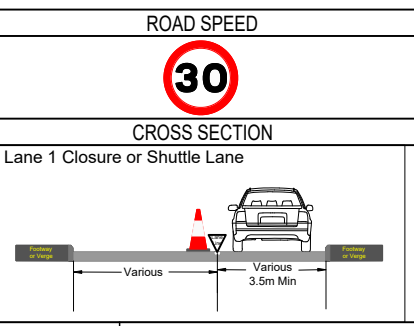 ROAD SPEED
30
CROSS SECTION
Lane 1 Closure or Shuttle Lane
Footway
or Verge
Various
Various
3.5m Min
Footway
or Verge